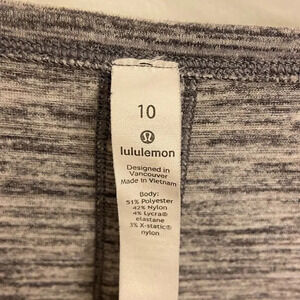 10
lululemon
Designed in
Vancouver
Made in Vietnam
Body:
51% Polyester
42% Nylon
4% Lycra®
elastane
3% X-static®
nylon